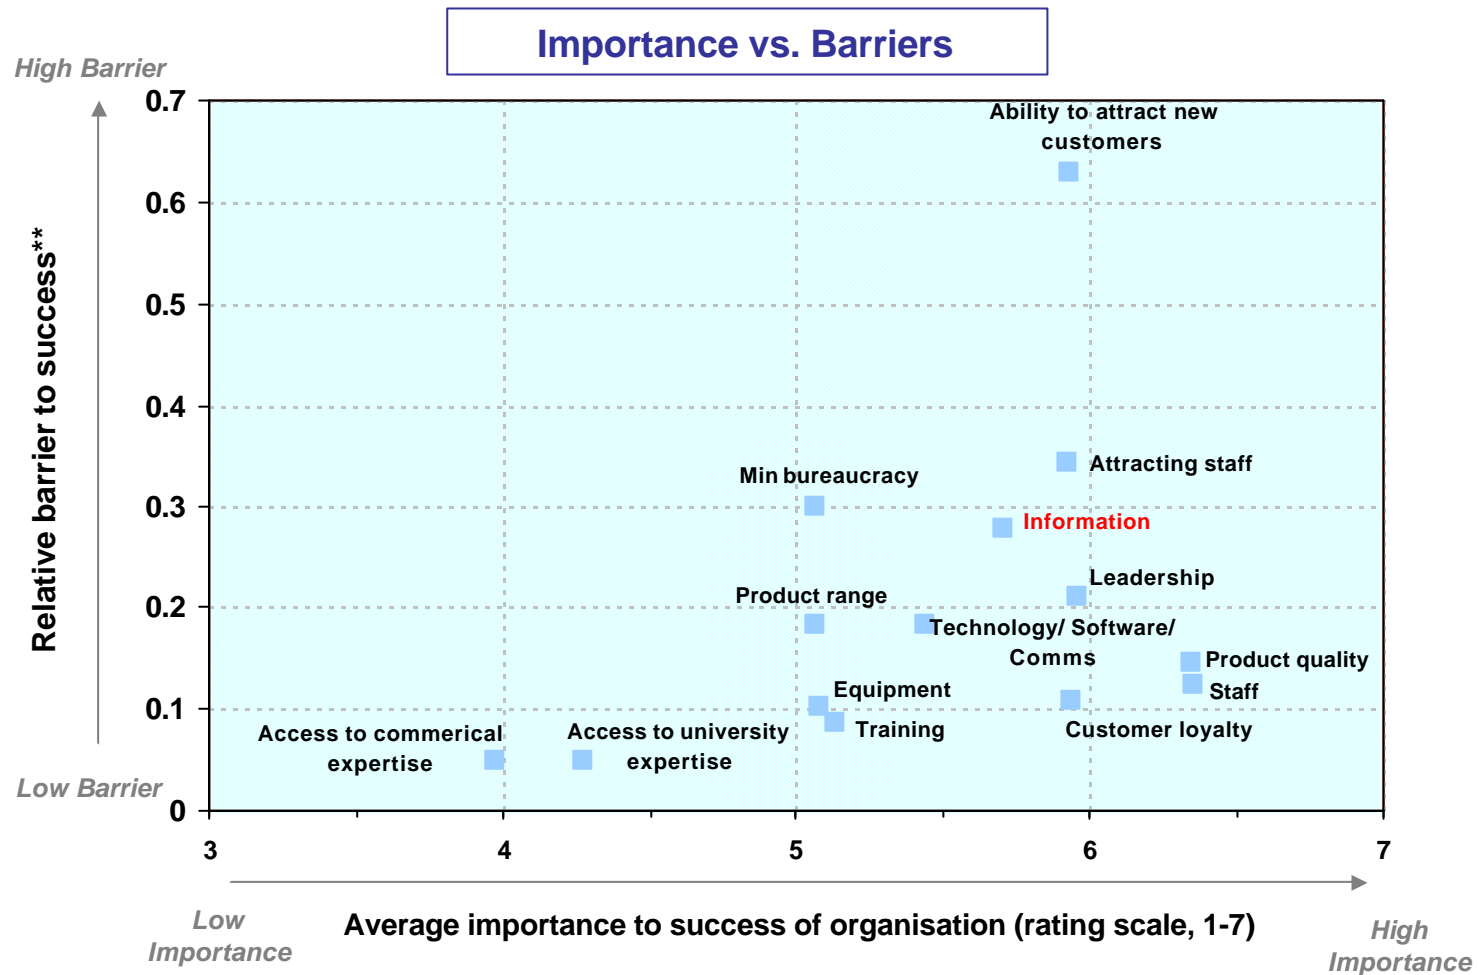 Importance vs. Barriers
High Barrier
0.7
0.6
0.5
0.4
0.3
0.2
0.1
0
Low Barrier
Relative barrier to success**
Ability to attract new
customers
Attracting staff
Min bureaucracy
Information
Leadership
Product range
Technology/ Software/
Comms
Product quality
Staff
Equipment
Training
Customer loyalty
Access to commerical
expertise
Access to university
expertise
3
4
5
6
7
Low
Importance
Average importance to success of organisation (rating scale, 1-7)
High
Importance